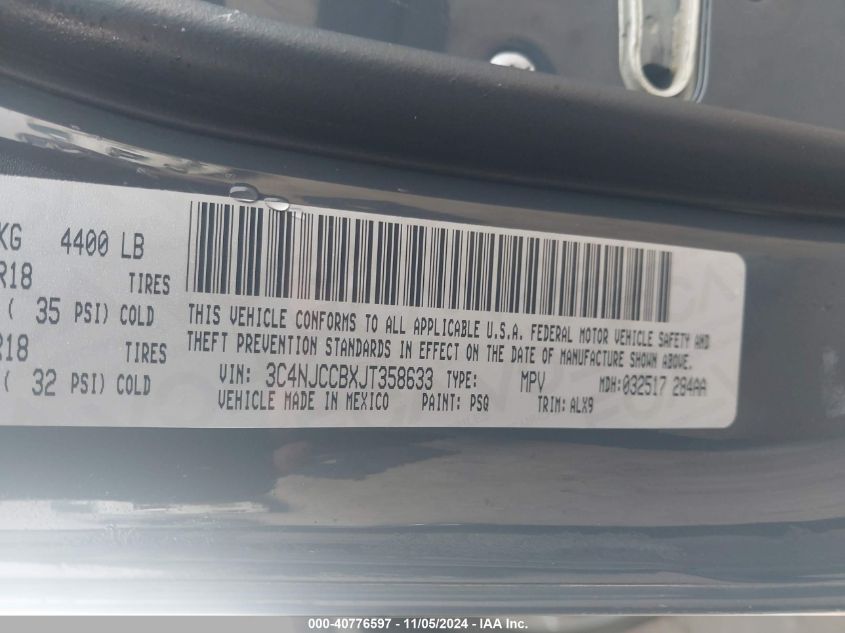 KG 4400 LB
R18 TIRES
( 35 PSI) COLD
R18 TIRES
( 32 PSI) COLD
THIS VEHICLE CONFORMS TO ALL APPLICABLE U.S.A. FEDERAL MOTOR VEHICLE SAFETY AND
THEFT PREVENTION STANDARDS IN EFFECT ON THE DATE OF MANUFACTURE SHOWN ABOVE.
VIN: 3C4NJCCBXJT358633 TYPE: MPV MDH: 032517 284AA
VEHICLE MADE IN MEXICO PAINT: PSQ TRIM: ALX9
000-40776597 - 11/05/2024 - IAA Inc.